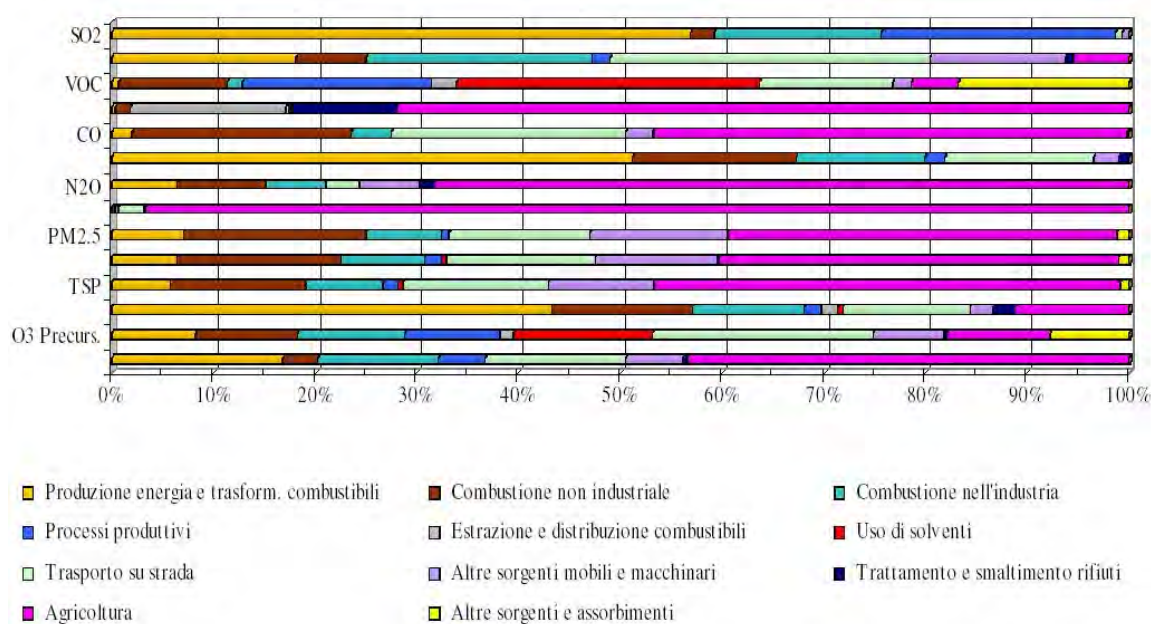 SO2
VOC
CO
N2O
PM2.5
TSP
O3 Precurs.
0% 10% 20% 30% 40% 50% 60% 70% 80% 90% 100%
Produzione energia e trasform. combustibili
Combustione non industriale
Combustione nell'industria
Processi produttivi
Estrazione e distribuzione combustibili
Uso di solventi
Trasporto su strada
Altre sorgenti mobili e macchinari
Trattamento e smaltimento rifiuti
Agricoltura
Altre sorgenti e assorbimenti